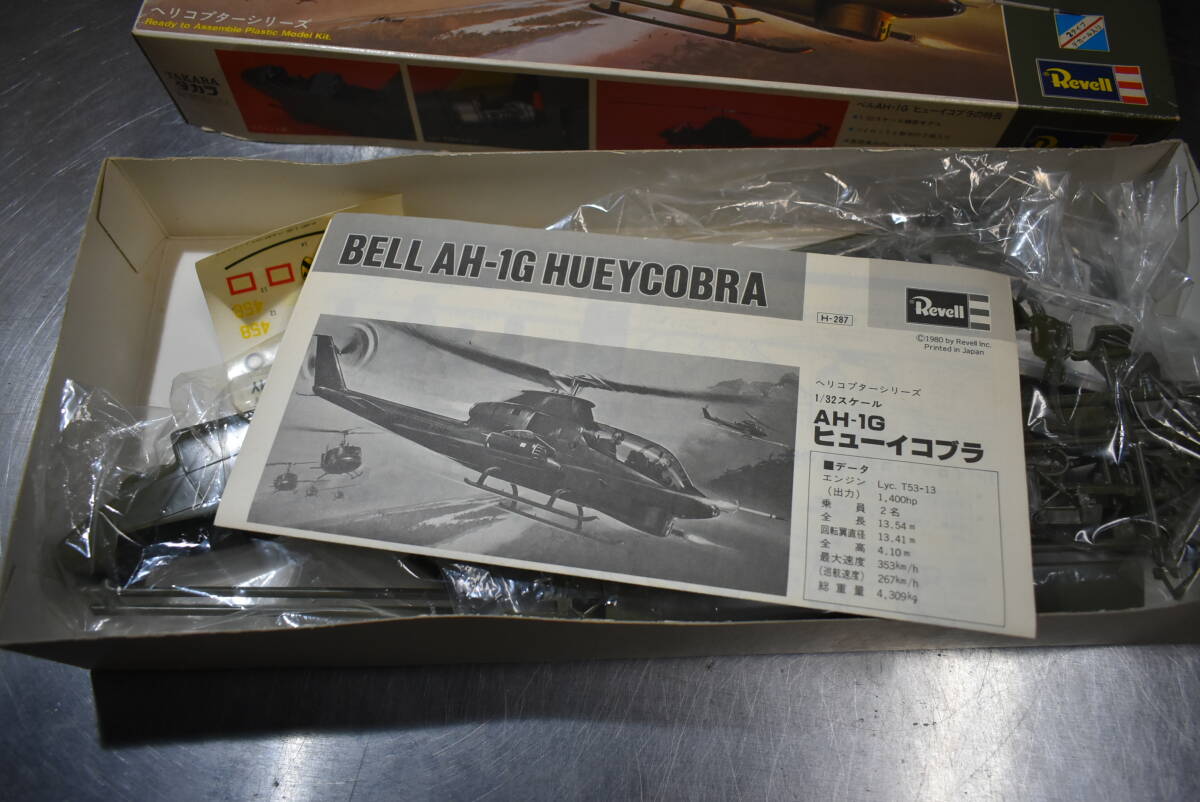 ヘリコプターシリーズ
Ready to Assemble Plastic Model Kit.
Revell
TAKARA
タカラ
ベルAH-1G ヒューイコブラの特長
BELL AH-1G HUEYCOBRA
H-287
Revell
©1980 by Revell Inc.
Printed in Japan
ヘリコプターシリーズ
1/32スケール
AH-1G
ヒューイコブラ
■データ
エンジン Lyc. T53-13
(出力) 1,400hp
乗員 2名
全長 13.54m
回転翼直径 13.41m
全高 4.10m
最大速度 353km/h
(巡航速度) 267km/h
総重量 4,309kg
458
458